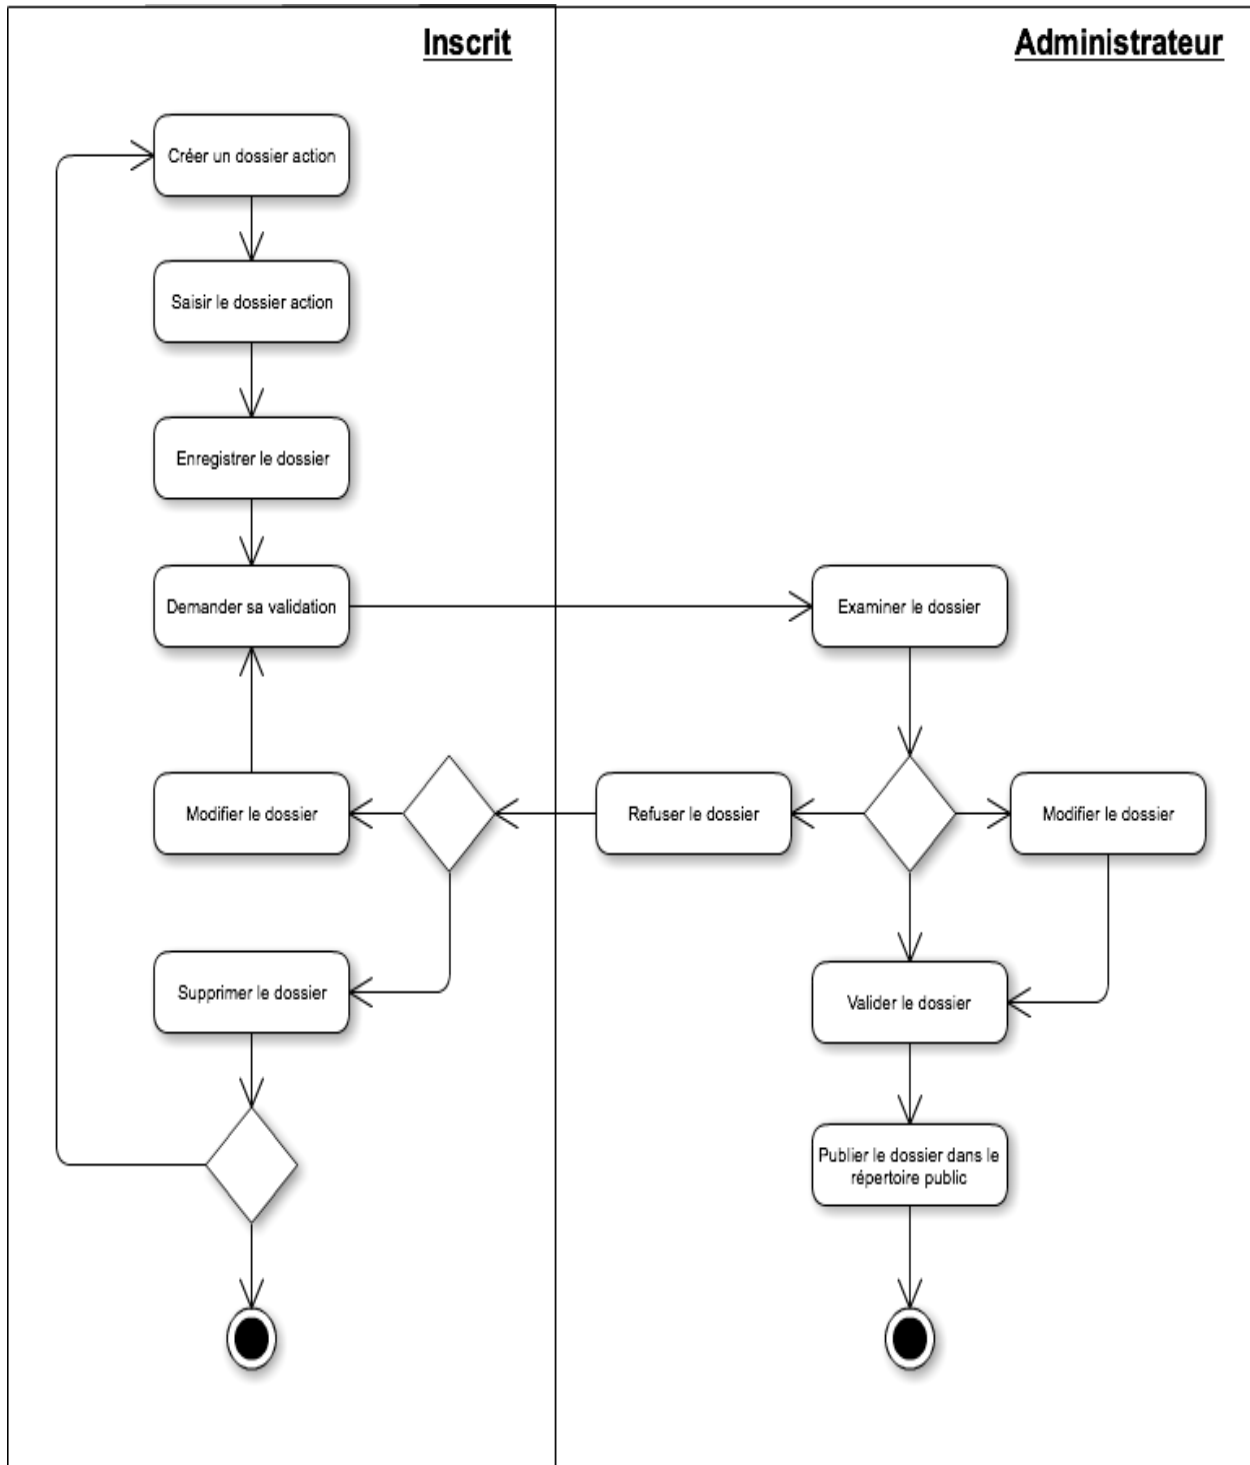 Inscrit
Administrateur
Créer un dossier action
Saisir le dossier action
Enregistrer le dossier
Demander sa validation
Examiner le dossier
Modifier le dossier
Refuser le dossier
Modifier le dossier
Supprimer le dossier
Valider le dossier
Publier le dossier dans le
répertoire public